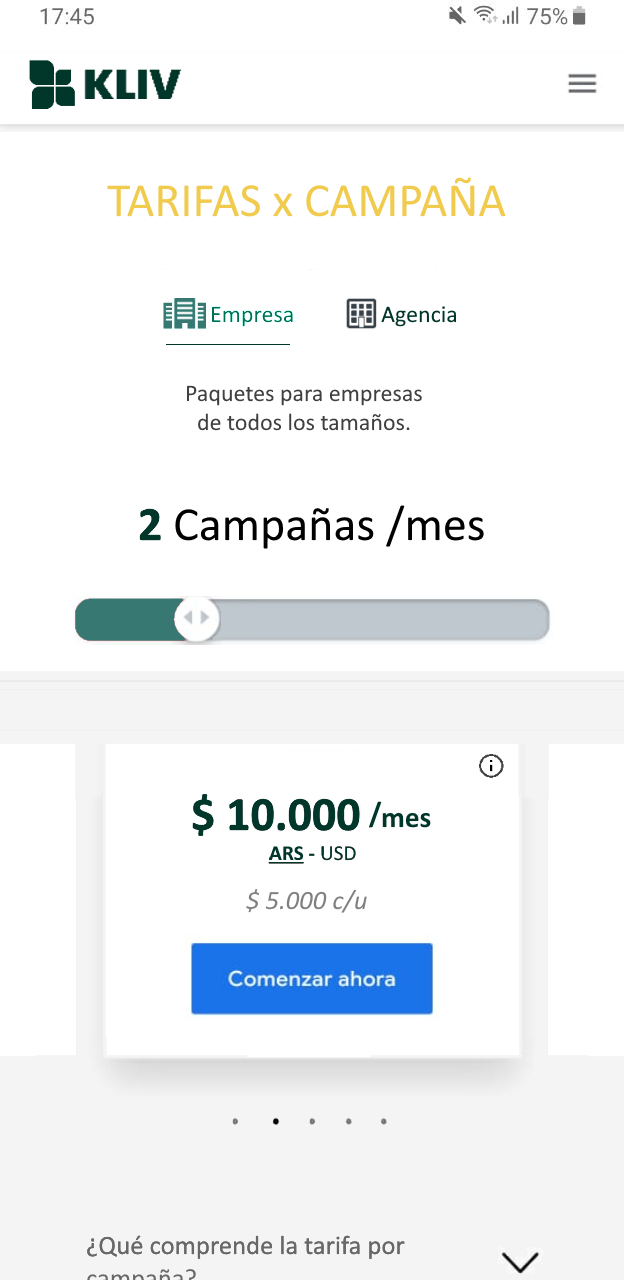 17:45 75%
KLIV
TARIFAS x CAMPAÑA
Empresa Agencia
Paquetes para empresas
de todos los tamaños.
2 Campañas /mes
$ 10.000 /mes
ARS - USD
$ 5.000 c/u
Comenzar ahora
¿Qué comprende la tarifa por
campaña?